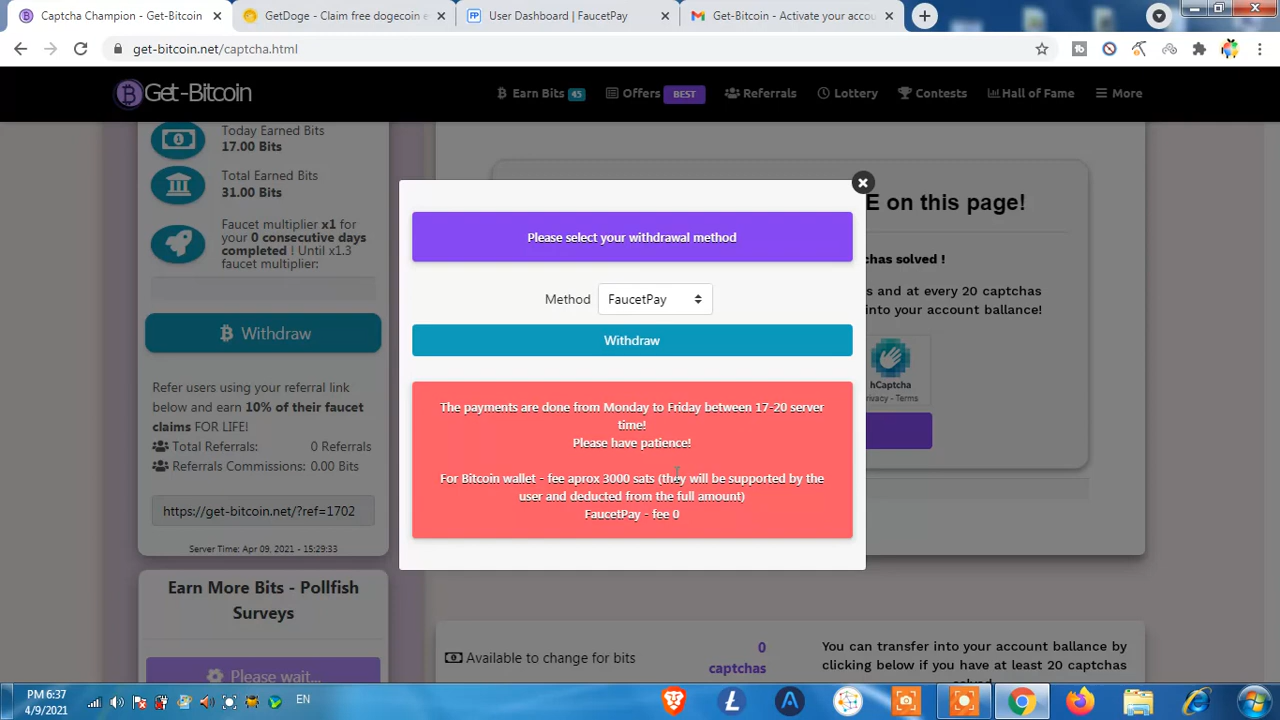 Captcha Champion - Get-Bitcoin
GetDoge - Claim free dogecoin e
User Dashboard | FaucetPay
Get-Bitcoin - Activate your accou
get-bitcoin.net/captcha.html
Get-Bitcoin
Earn Bits 45
Offers BEST
Referrals
Lottery
Contests
Hall of Fame
More
Today Earned Bits
17.00 Bits
Total Earned Bits
31.00 Bits
Faucet multiplier x1 for
your 0 consecutive days
completed ! Until x1.3
faucet multiplier:
Withdraw
Refer users using your referral link
below and earn 10% of their faucet
claims FOR LIFE!
Total Referrals: 0 Referrals
Referrals Commissions: 0.00 Bits
https://get-bitcoin.net/?ref=1702
Server Time: Apr 09, 2021 - 15:29:33
Earn More Bits - Pollfish
Surveys
Please wait...
Please select your withdrawal method
Method FaucetPay
Withdraw
The payments are done from Monday to Friday between 17-20 server
time!
Please have patience!
For Bitcoin wallet - fee aprox 3000 sats (they will be supported by the
user and deducted from the full amount)
FaucetPay - fee 0
E on this page!
chas solved !
s and at every 20 captchas
into your account ballance!
hCaptcha
rivacy - Terms
Available to change for bits
0
captchas
You can transfer into your account ballance by
clicking below if you have at least 20 captchas
PM 6:37
4/9/2021
EN